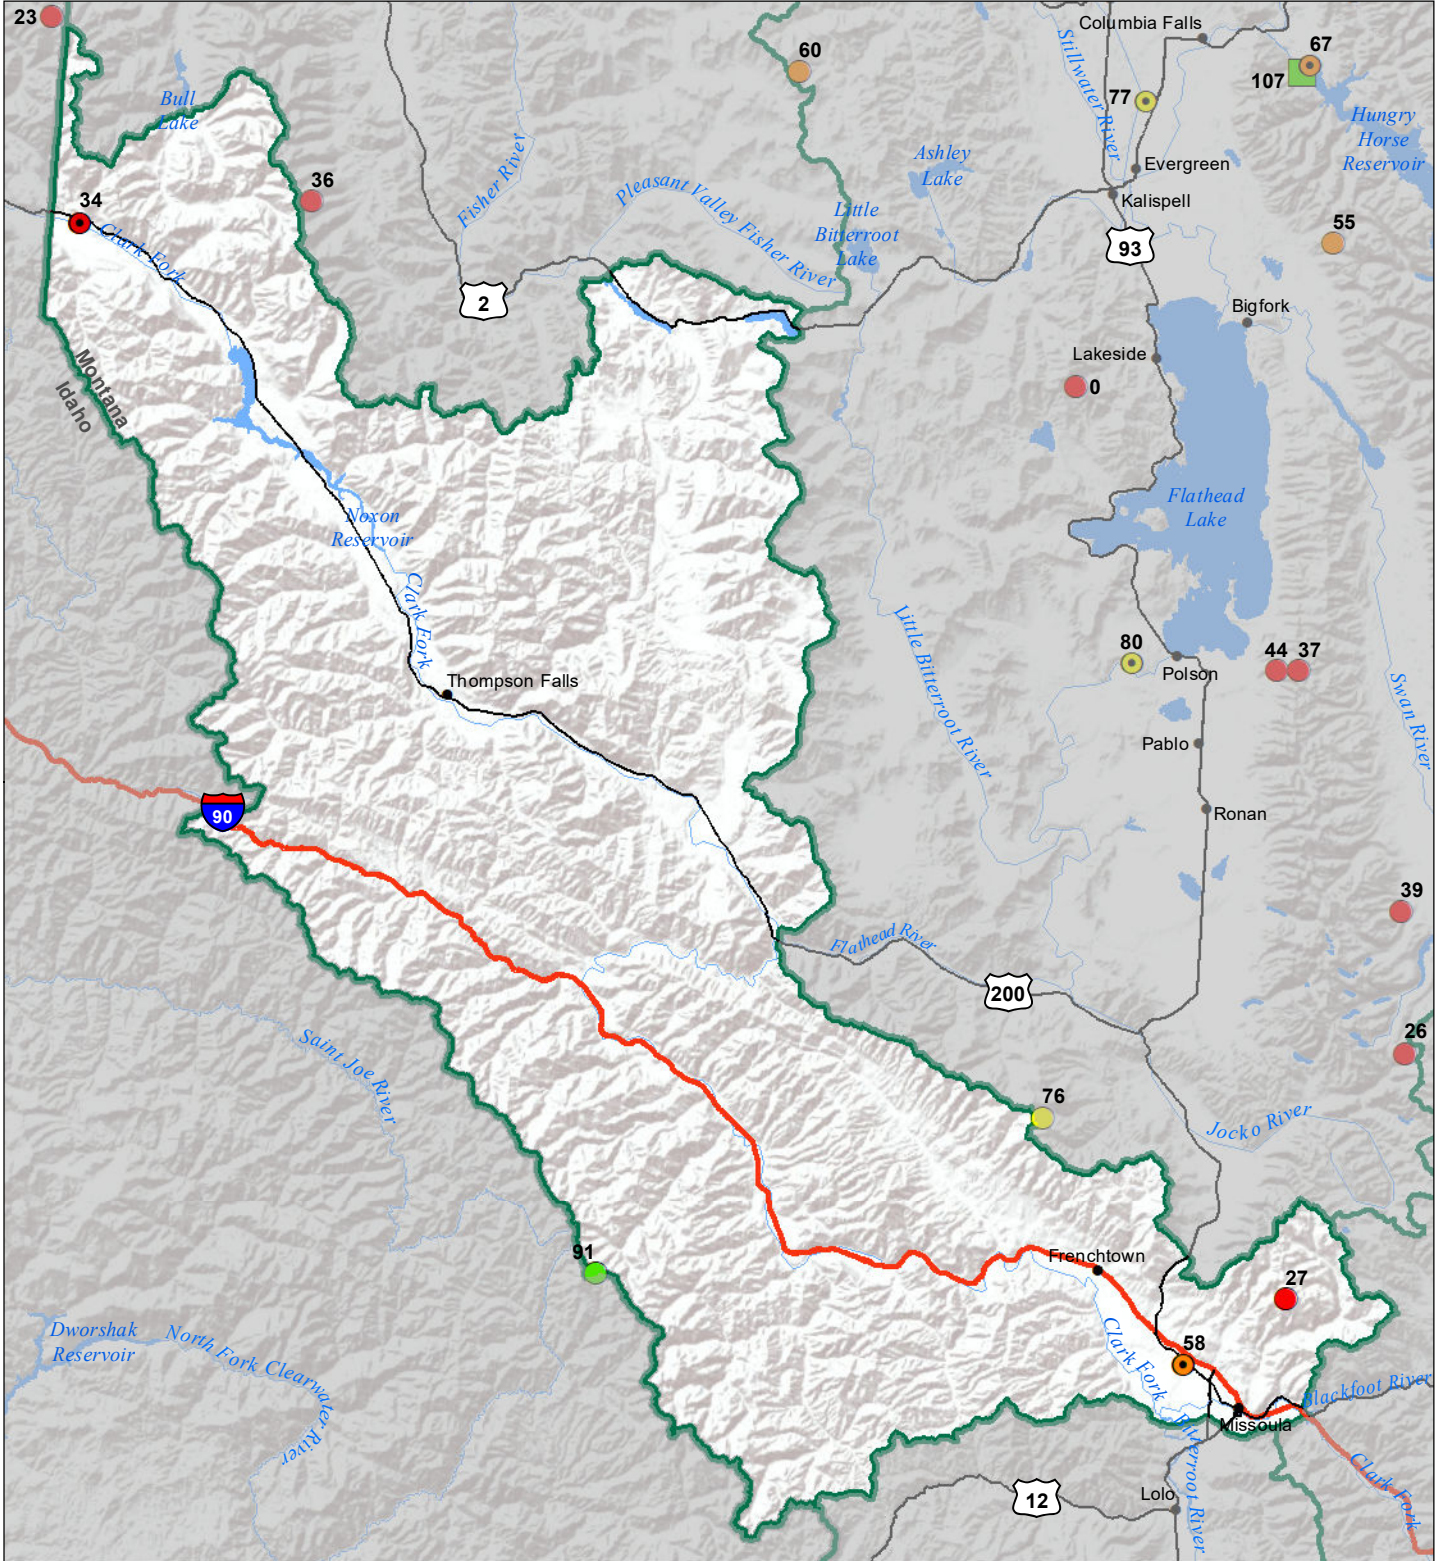 23
60
Columbia Falls
67
107
77
Stillwater River
Hungry
Horse
Reservoir
Bull
Lake
Fisher River
Ashley
Lake
Evergreen
Pleasant Valley Fisher River
36
34
Kalispell
Little
Bitterroot
Lake
55
93
Clark Fork
2
Bigfork
Lakeside
0
Montana
Idaho
Flathead
Lake
Noxon
Reservoir
Clark Fork
Little Bitterroot River
80
44
37
Polson
Thompson Falls
Swan River
Pablo
90
Ronan
39
Flathead River
200
Saint Joe River
26
76
Jocko River
91
Frenchtown
27
Dworshak
Reservoir
North Fork Clearwater
River
Clark Fork
58
Blackfoot River
Missoula
Bitterroot River
Clark Fork
12
Lolo